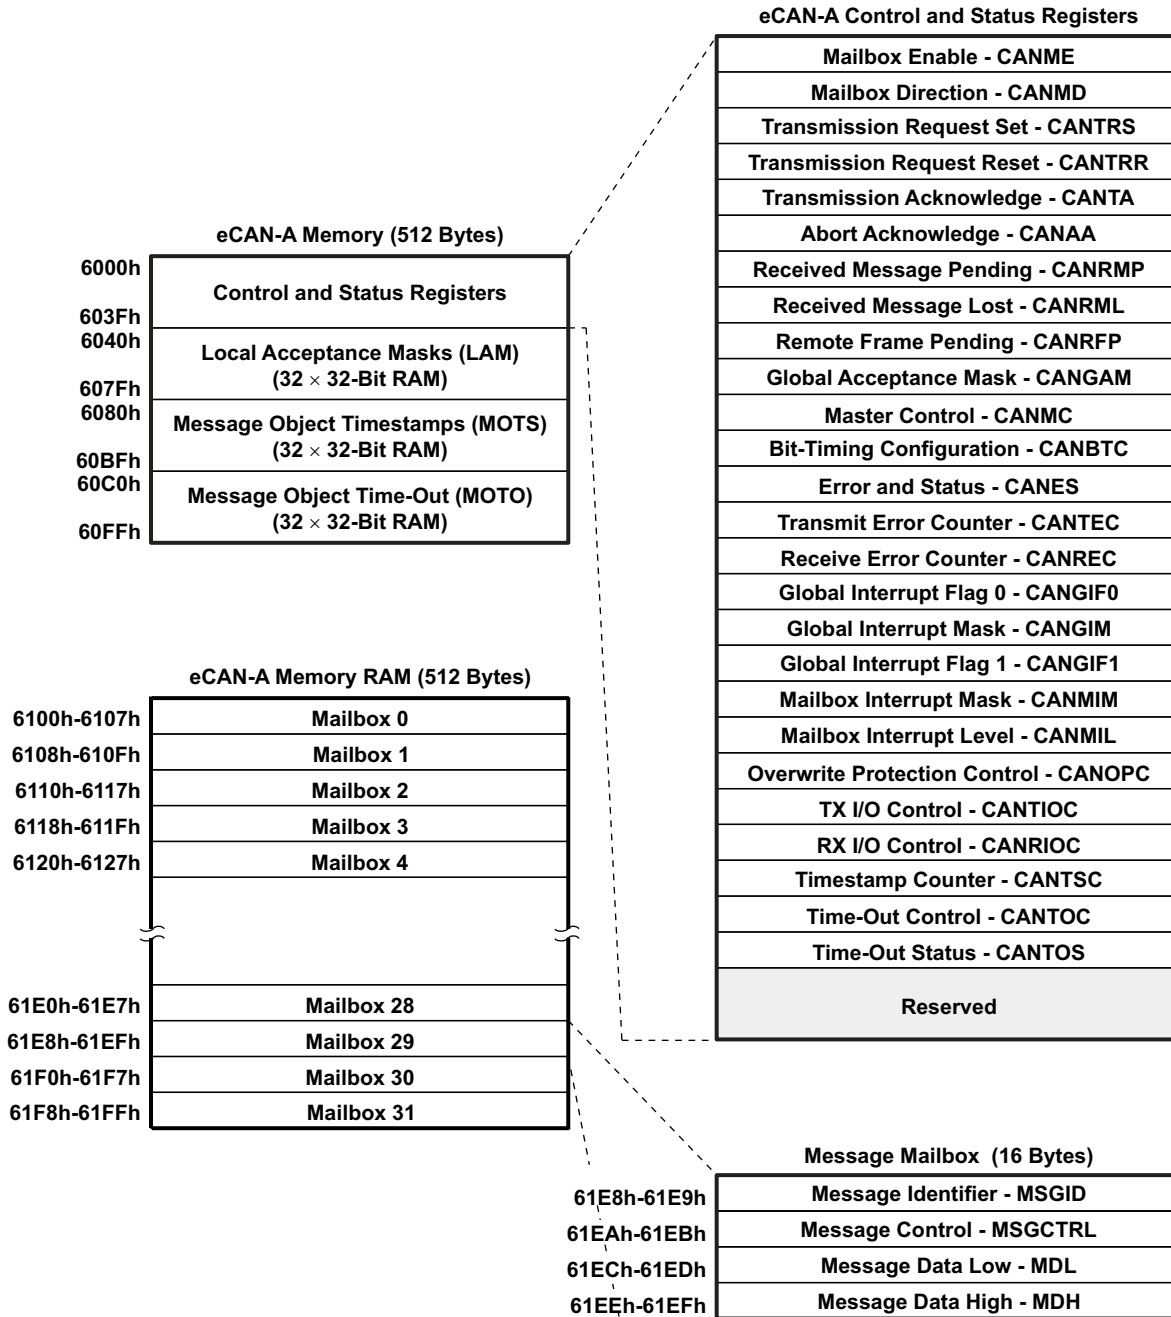 eCAN-A Control and Status Registers
Mailbox Enable - CANME
Mailbox Direction - CANMD
Transmission Request Set - CANTRS
Transmission Request Reset - CANTRR
Transmission Acknowledge - CANTA
Abort Acknowledge - CANAA
Received Message Pending - CANRMP
Received Message Lost - CANRML
Remote Frame Pending - CANRFP
Global Acceptance Mask - CANGAM
Master Control - CANMC
Bit-Timing Configuration - CANBTC
Error and Status - CANES
Transmit Error Counter - CANTEC
Receive Error Counter - CANREC
Global Interrupt Flag 0 - CANGIF0
Global Interrupt Mask - CANGIM
Global Interrupt Flag 1 - CANGIF1
Mailbox Interrupt Mask - CANMIM
Mailbox Interrupt Level - CANMIL
Overwrite Protection Control - CANOPC
TX I/O Control - CANTIOC
RX I/O Control - CANRIOC
Timestamp Counter - CANTSC
Time-Out Control - CANTOC
Time-Out Status - CANTOS
Reserved
eCAN-A Memory (512 Bytes)
6000h
Control and Status Registers
603Fh
6040h
Local Acceptance Masks (LAM)
(32 × 32-Bit RAM)
607Fh
6080h
Message Object Timestamps (MOTS)
(32 × 32-Bit RAM)
60BFh
60C0h
Message Object Time-Out (MOTO)
(32 × 32-Bit RAM)
60FFh
eCAN-A Memory RAM (512 Bytes)
6100h-6107h Mailbox 0
6108h-610Fh Mailbox 1
6110h-6117h Mailbox 2
6118h-611Fh Mailbox 3
6120h-6127h Mailbox 4
61E0h-61E7h Mailbox 28
61E8h-61EFh Mailbox 29
61F0h-61F7h Mailbox 30
61F8h-61FFh Mailbox 31
Message Mailbox (16 Bytes)
61E8h-61E9h Message Identifier - MSGID
61EAh-61EBh Message Control - MSGCTRL
61ECh-61EDh Message Data Low - MDL
61EEh-61EFh Message Data High - MDH